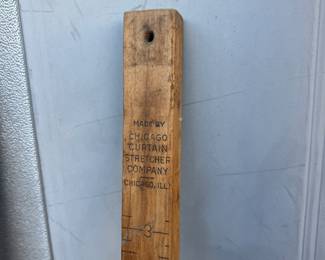 MADE BY
CHICAGO
CURTAIN
STRETCHER
COMPANY
CHICAGO, ILL.
3